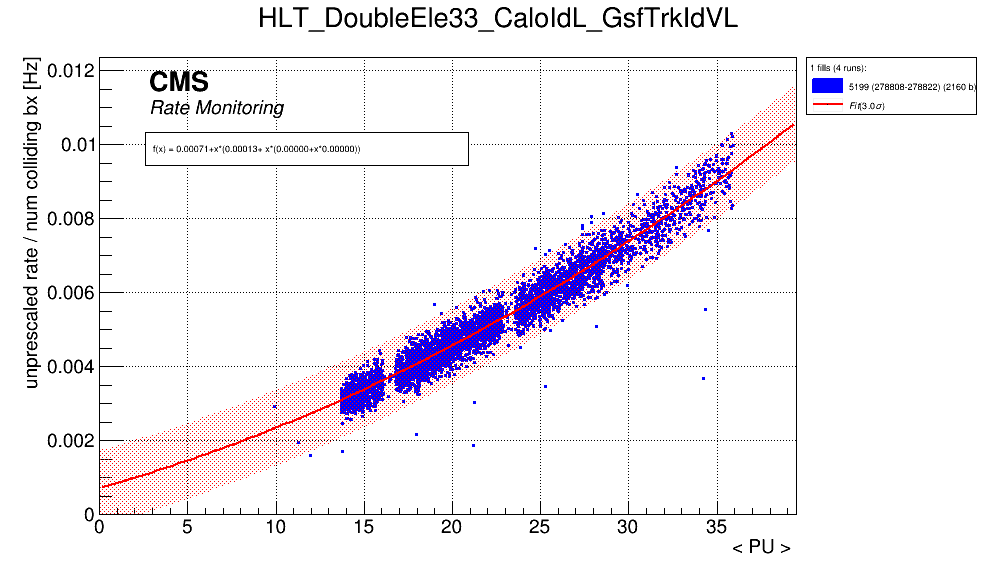 HLT_DoubleEle33_CaloIdL_GsfTrkIdVL
unprescaled rate / num colliding bx [Hz]
CMS
Rate Monitoring
f(x) = 0.00071+x*(0.00013+ x*(0.00000+x*0.00000))
0.012
0.01
0.008
0.006
0.004
0.002
0
0 5 10 15 20 25 30 35
< PU >
1 fills (4 runs):
5199 (278808-278822) (2160 b)
Fit(3.0σ)